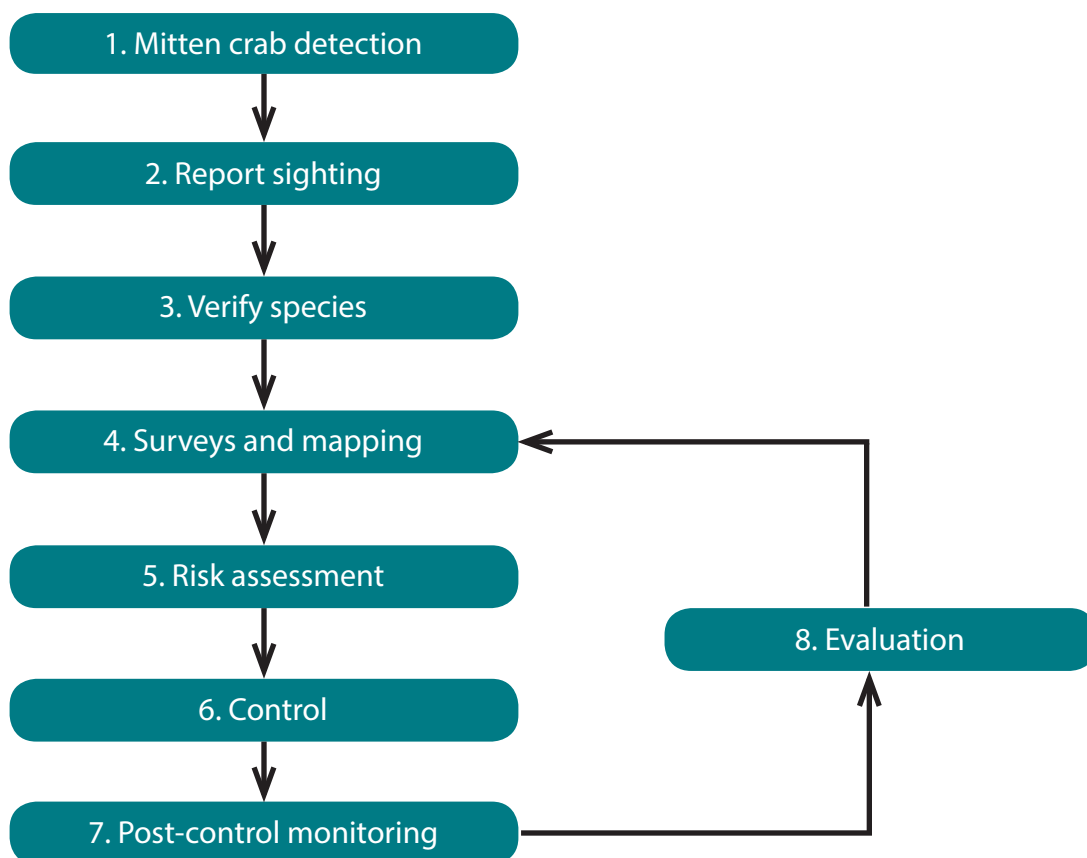 1. Mitten crab detection
2. Report sighting
3. Verify species
4. Surveys and mapping
5. Risk assessment
8. Evaluation
6. Control
7. Post-control monitoring